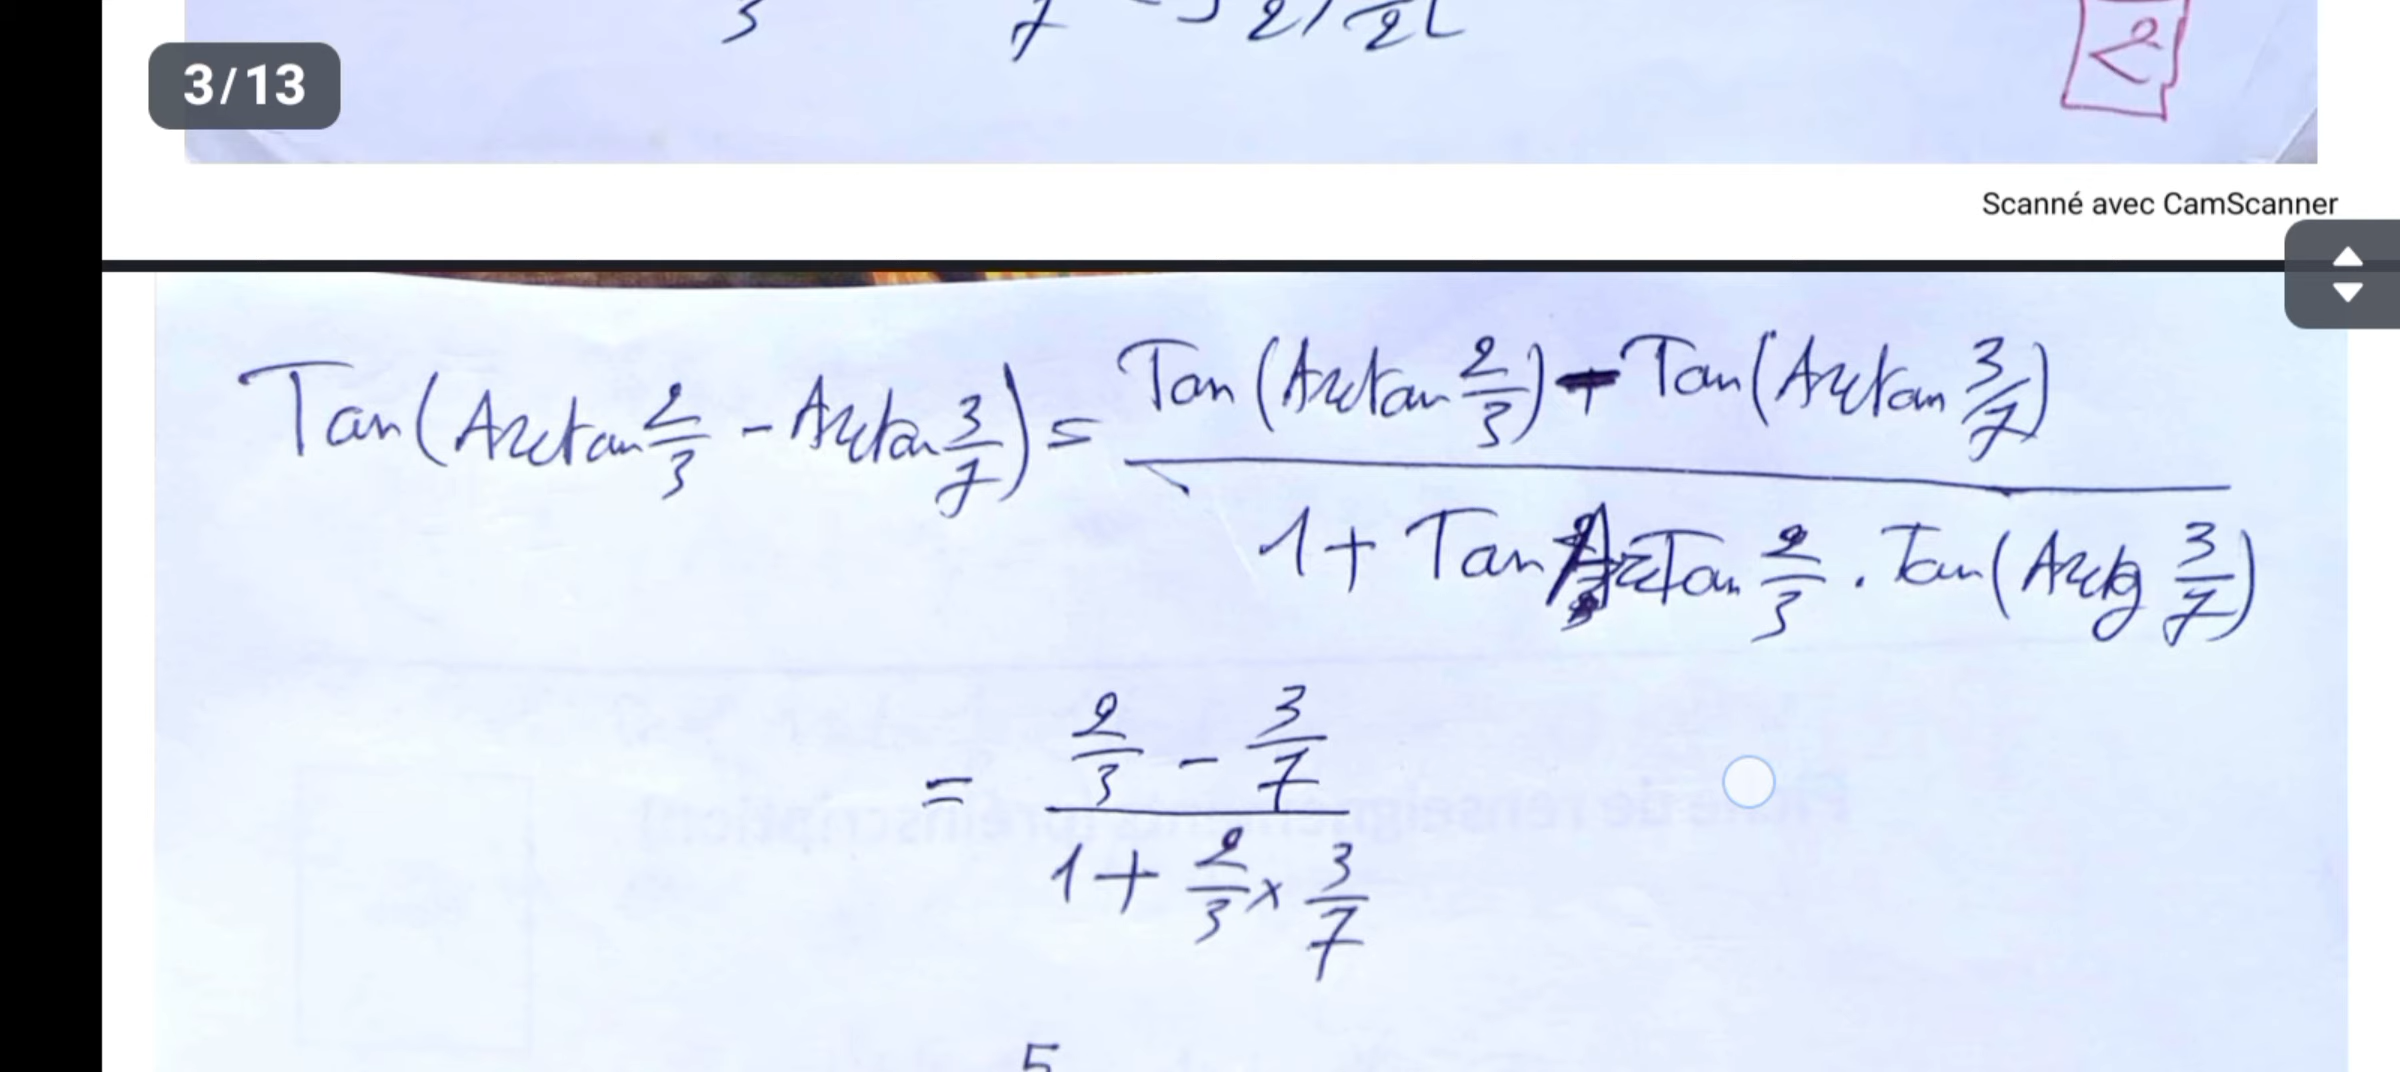 3/13
2
Scanné avec CamScanner
Tan(Arctan 2/3 - Arctan 3/7) = Tan(Arctan 2/3) - Tan(Arctan 3/7)
1 + Tan Arctan 2/3 . Tan(Arctg 3/7)
= 2/3 - 3/7
1 + 2/3 x 3/7
5